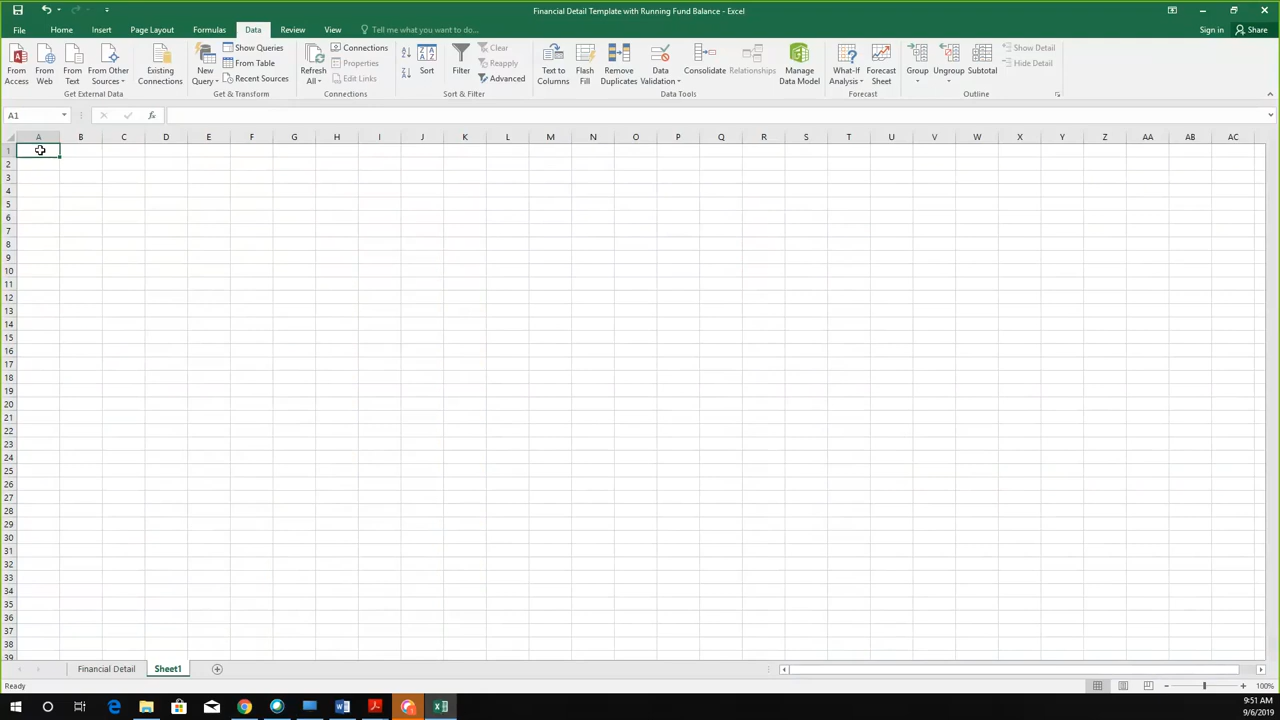 Financial Detail Template with Running Fund Balance - Excel
File Home Insert Page Layout Formulas Data Review View Tell me what you want to do... Sign in Share
From Access
From Web
From Text
From Other Sources
Existing Connections
Get External Data
New Query
Show Queries
From Table
Recent Sources
Get & Transform
Refresh All
Connections
Properties
Edit Links
Connections
Sort
Filter
Clear
Reapply
Advanced
Sort & Filter
Text to Columns
Flash Fill
Remove Duplicates
Data Validation
Consolidate
Relationships
Manage Data Model
Data Tools
What-If Analysis
Forecast Sheet
Forecast
Group
Ungroup
Subtotal
Show Detail
Hide Detail
Outline
A1 fx
A B C D E F G H I J K L M N O P Q R S T U V W X Y Z AA AB AC
1
2
3
4
5
6
7
8
9
10
11
12
13
14
15
16
17
18
19
20
21
22
23
24
25
26
27
28
29
30
31
32
33
34
35
36
37
38
39
Financial Detail Sheet1
Ready 100%
9:51 AM
9/6/2019